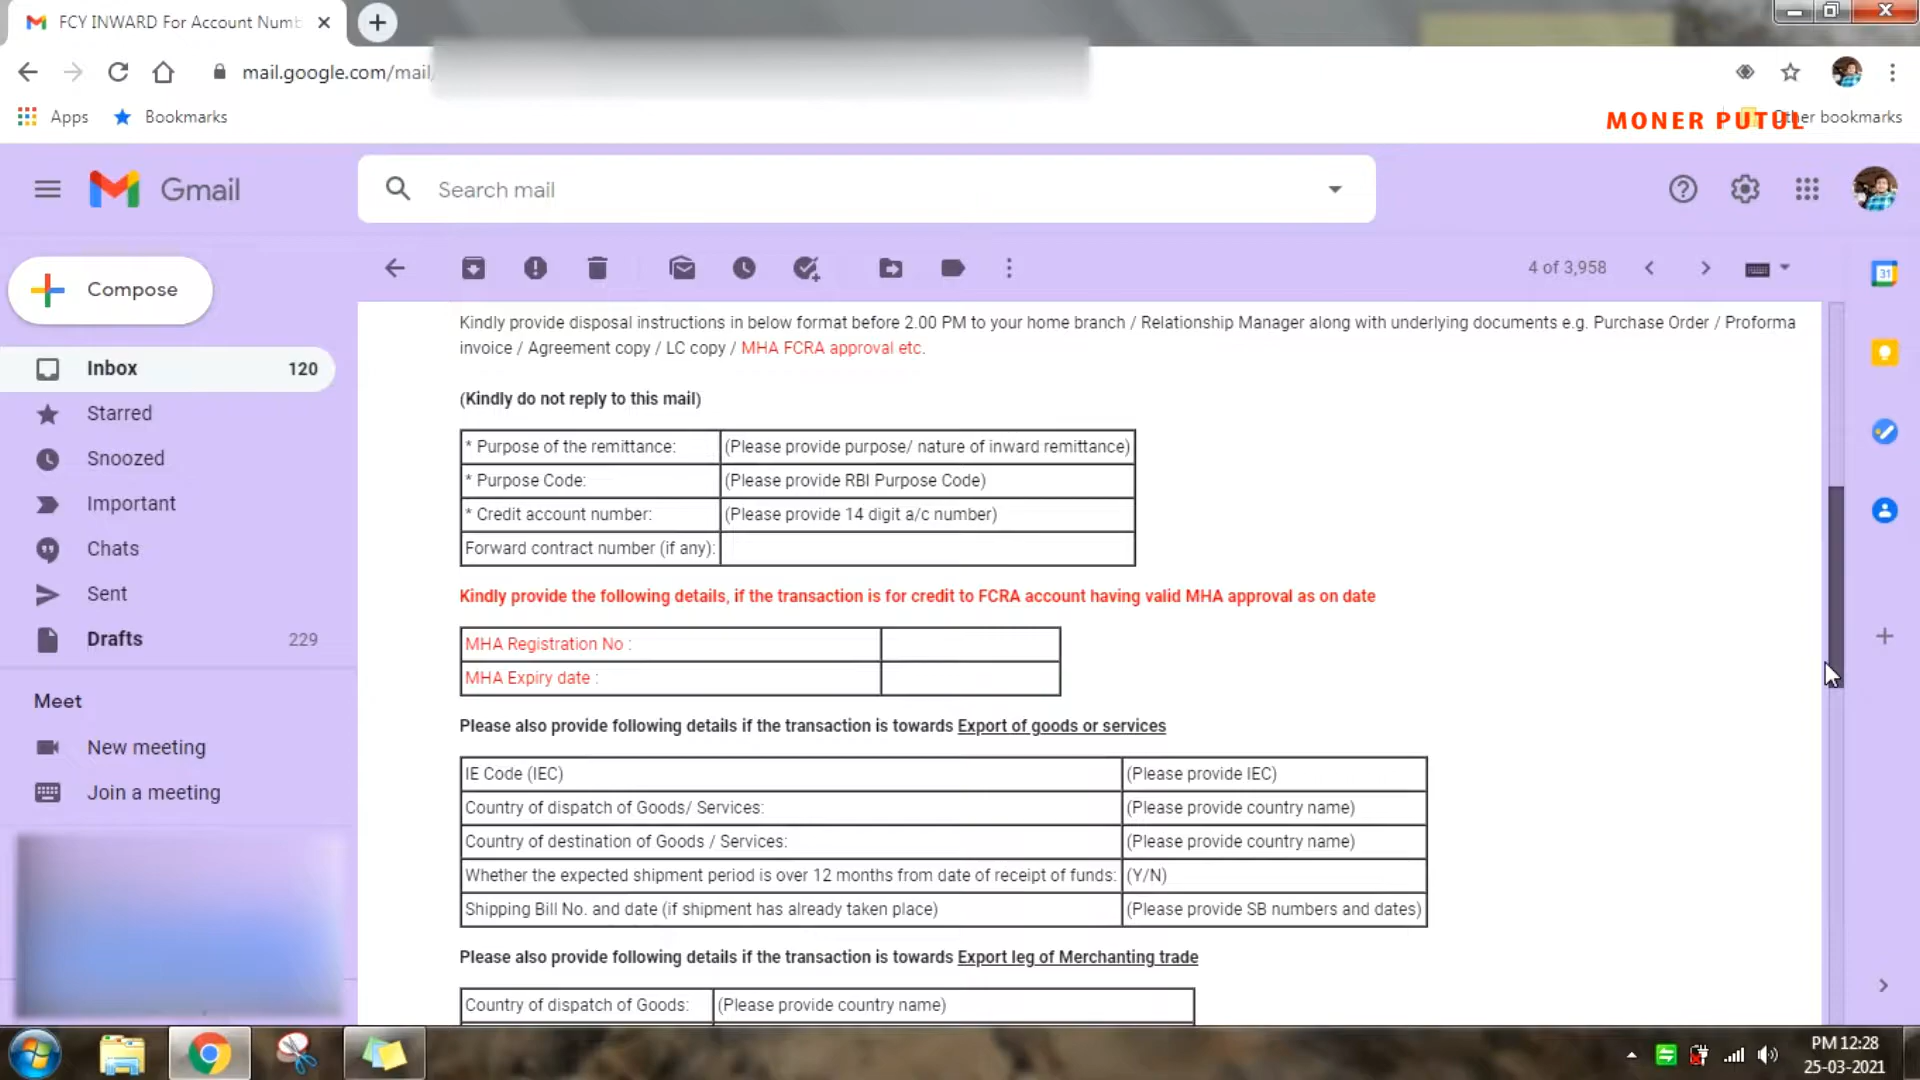 FCY INWARD For Account Numb
mail.google.com/mail/
Apps
Bookmarks
MONER PUTUL
Other bookmarks
Gmail
Search mail
Compose
4 of 3,958
31
Inbox 120
Starred
Snoozed
Important
Chats
Sent
Drafts 229
Meet
New meeting
Join a meeting
Kindly provide disposal instructions in below format before 2.00 PM to your home branch / Relationship Manager along with underlying documents e.g. Purchase Order / Proforma
invoice / Agreement copy / LC copy / MHA FCRA approval etc.
(Kindly do not reply to this mail)
* Purpose of the remittance: (Please provide purpose/ nature of inward remittance)
* Purpose Code: (Please provide RBI Purpose Code)
* Credit account number: (Please provide 14 digit a/c number)
Forward contract number (if any):
Kindly provide the following details, if the transaction is for credit to FCRA account having valid MHA approval as on date
MHA Registration No :
MHA Expiry date :
Please also provide following details if the transaction is towards Export of goods or services
IE Code (IEC) (Please provide IEC)
Country of dispatch of Goods/ Services: (Please provide country name)
Country of destination of Goods / Services: (Please provide country name)
Whether the expected shipment period is over 12 months from date of receipt of funds: (Y/N)
Shipping Bill No. and date (if shipment has already taken place) (Please provide SB numbers and dates)
Please also provide following details if the transaction is towards Export leg of Merchanting trade
Country of dispatch of Goods: (Please provide country name)
PM 12:28
25-03-2021